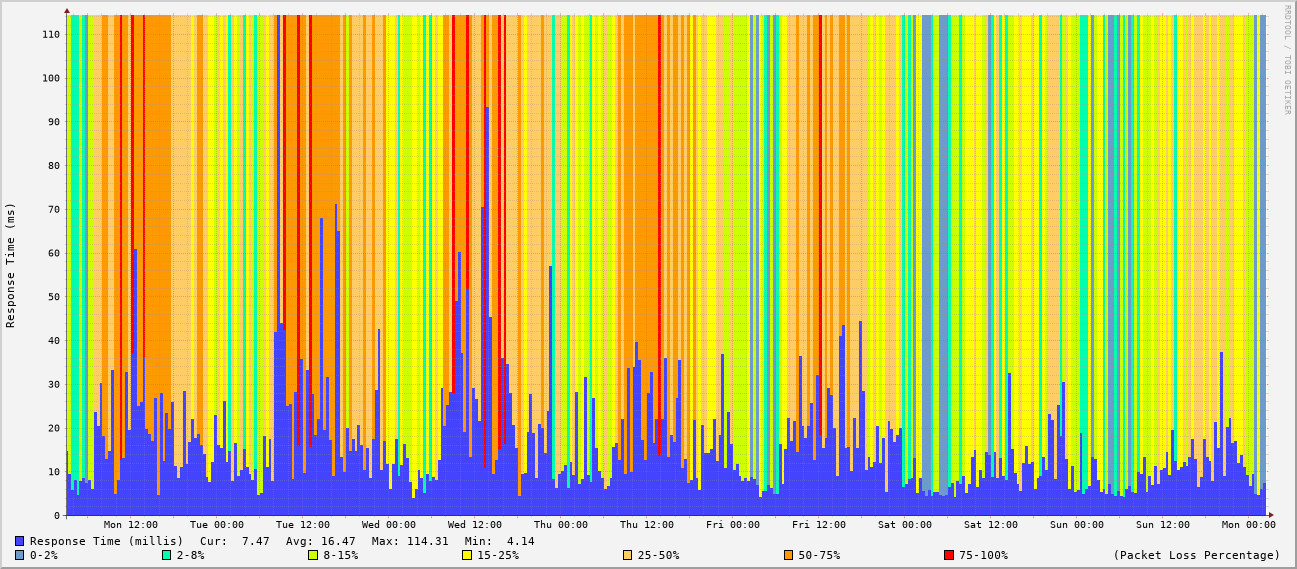 RRDTOOL / TOBI OETIKER
Response Time (ms)
110
100
90
80
70
60
50
40
30
20
10
0
Mon 12:00 Tue 00:00 Tue 12:00 Wed 00:00 Wed 12:00 Thu 00:00 Thu 12:00 Fri 00:00 Fri 12:00 Sat 00:00 Sat 12:00 Sun 00:00 Sun 12:00 Mon 00:00
Response Time (millis) Cur: 7.47 Avg: 16.47 Max: 114.31 Min: 4.14
0-2% 2-8% 8-15% 15-25% 25-50% 50-75% 75-100% (Packet Loss Percentage)